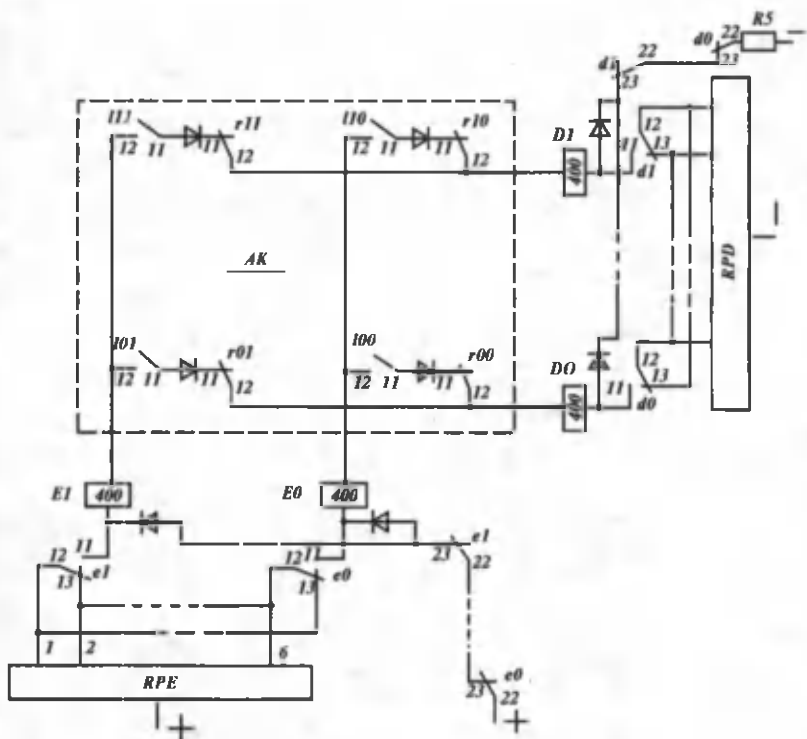 22 R5
d0
23
22
d1
23
l11 r11 l10 r10
12 11 11 12 12 11 11 12
D1 400 11 12 13 d1
AK
RPD
l01 r01 l00 r00
12 11 11 12 12 11 11 12
D0 400 11 12 13 d0
E1 400 E0 400
12 11 13 e1 12 11 13 e0 23 e1 22
1 2 6
RPE
23 e0 22
+ +